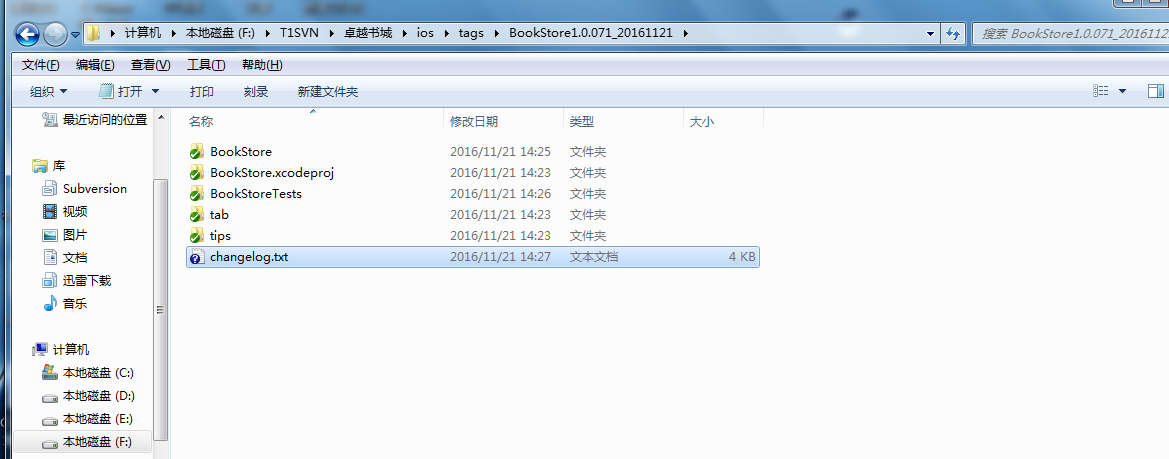 计算机 本地磁盘 (F:) T1SVN 卓越书城 ios tags BookStore1.0.071_20161121 搜索 BookStore1.0.071_2016112
文件(F) 编辑(E) 查看(V) 工具(T) 帮助(H)
组织 打开 打印 刻录 新建文件夹
最近访问的位置
库
Subversion
视频
图片
文档
迅雷下载
音乐
计算机
本地磁盘 (C:)
本地磁盘 (D:)
本地磁盘 (E:)
本地磁盘 (F:)
名称 修改日期 类型 大小
BookStore 2016/11/21 14:25 文件夹
BookStore.xcodeproj 2016/11/21 14:23 文件夹
BookStoreTests 2016/11/21 14:26 文件夹
tab 2016/11/21 14:23 文件夹
tips 2016/11/21 14:23 文件夹
changelog.txt 2016/11/21 14:27 文本文档 4 KB